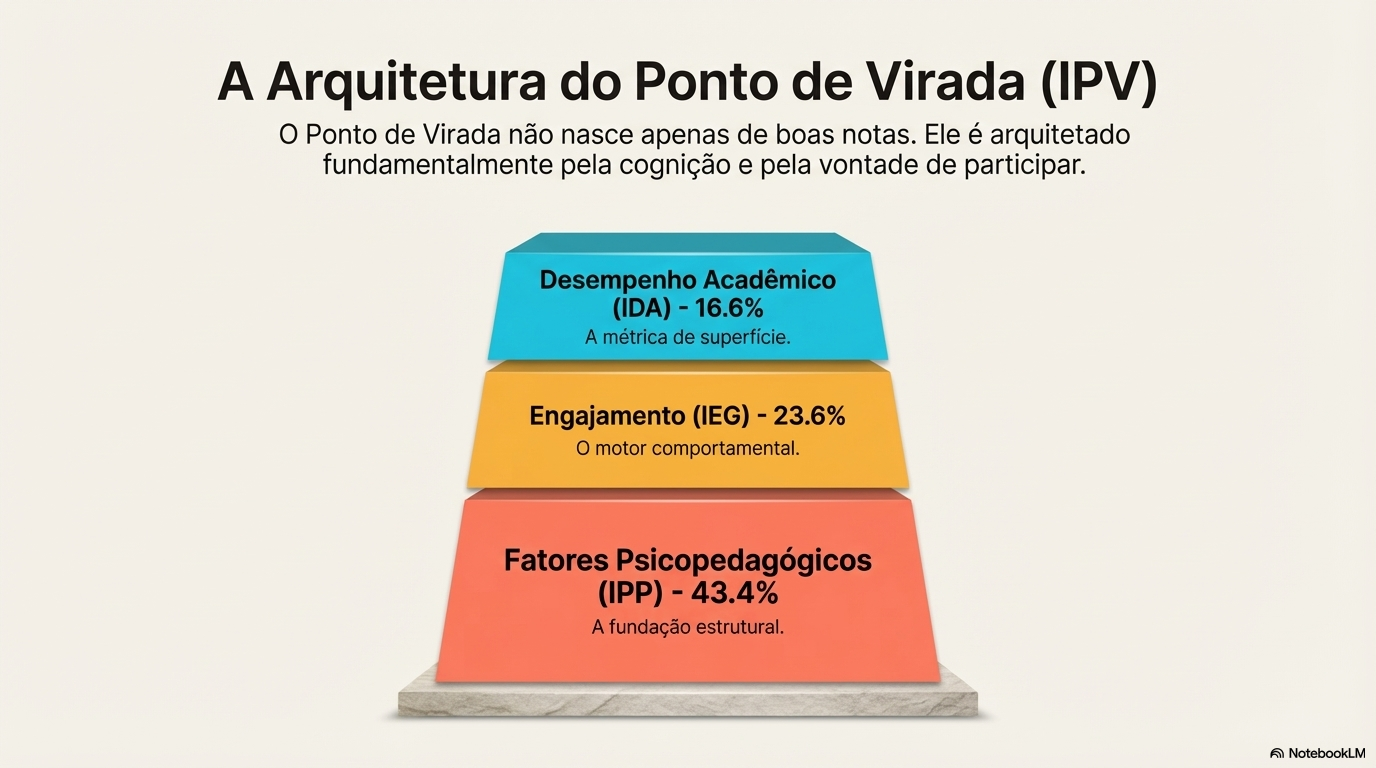 A Arquitetura do Ponto de Virada (IPV)
O Ponto de Virada não nasce apenas de boas notas. Ele é arquitetado
fundamentalmente pela cognição e pela vontade de participar.
Desempenho Acadêmico
(IDA) - 16.6%
A métrica de superfície.
Engajamento (IEG) - 23.6%
O motor comportamental.
Fatores Psicopedagógicos
(IPP) - 43.4%
A fundação estrutural.
NotebookLM